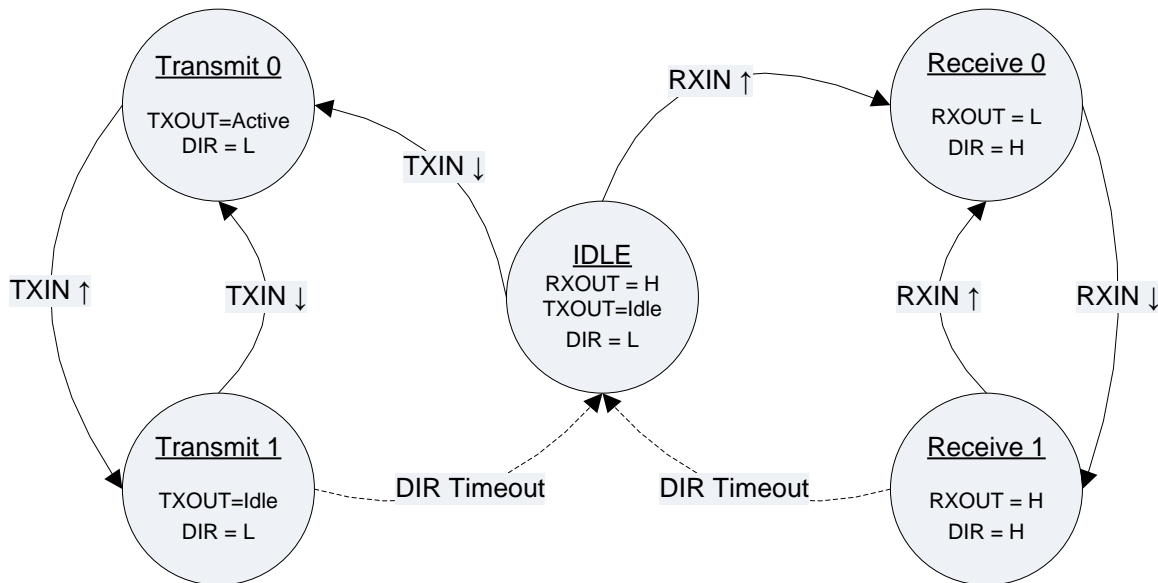 Transmit 0
TXOUT=Active
DIR = L
Receive 0
RXOUT = L
DIR = H
RXIN ↑
TXIN ↓
IDLE
RXOUT = H
TXOUT=Idle
DIR = L
TXIN ↑
TXIN ↓
RXIN ↑
RXIN ↓
Transmit 1
TXOUT=Idle
DIR = L
DIR Timeout
DIR Timeout
Receive 1
RXOUT = H
DIR = H